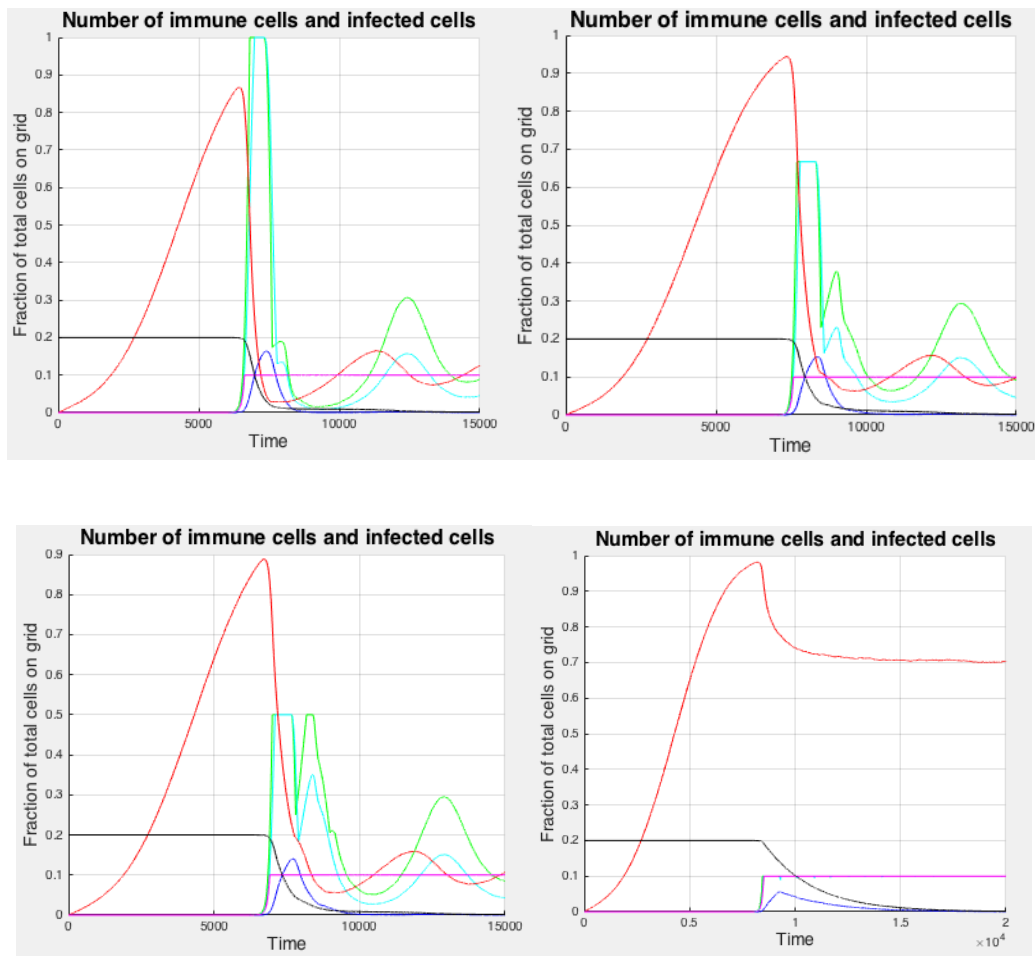 Number of immune cells and infected cells
Fraction of total cells on grid
1
0.9
0.8
0.7
0.6
0.5
0.4
0.3
0.2
0.1
0
0 5000 10000 15000
Time
Number of immune cells and infected cells
Fraction of total cells on grid
1
0.9
0.8
0.7
0.6
0.5
0.4
0.3
0.2
0.1
0
0 5000 10000 15000
Time
Number of immune cells and infected cells
Fraction of total cells on grid
0.9
0.8
0.7
0.6
0.5
0.4
0.3
0.2
0.1
0
0 5000 10000 15000
Time
Number of immune cells and infected cells
Fraction of total cells on grid
1
0.9
0.8
0.7
0.6
0.5
0.4
0.3
0.2
0.1
0
0 0.5 1 1.5 2
Time
×10⁴